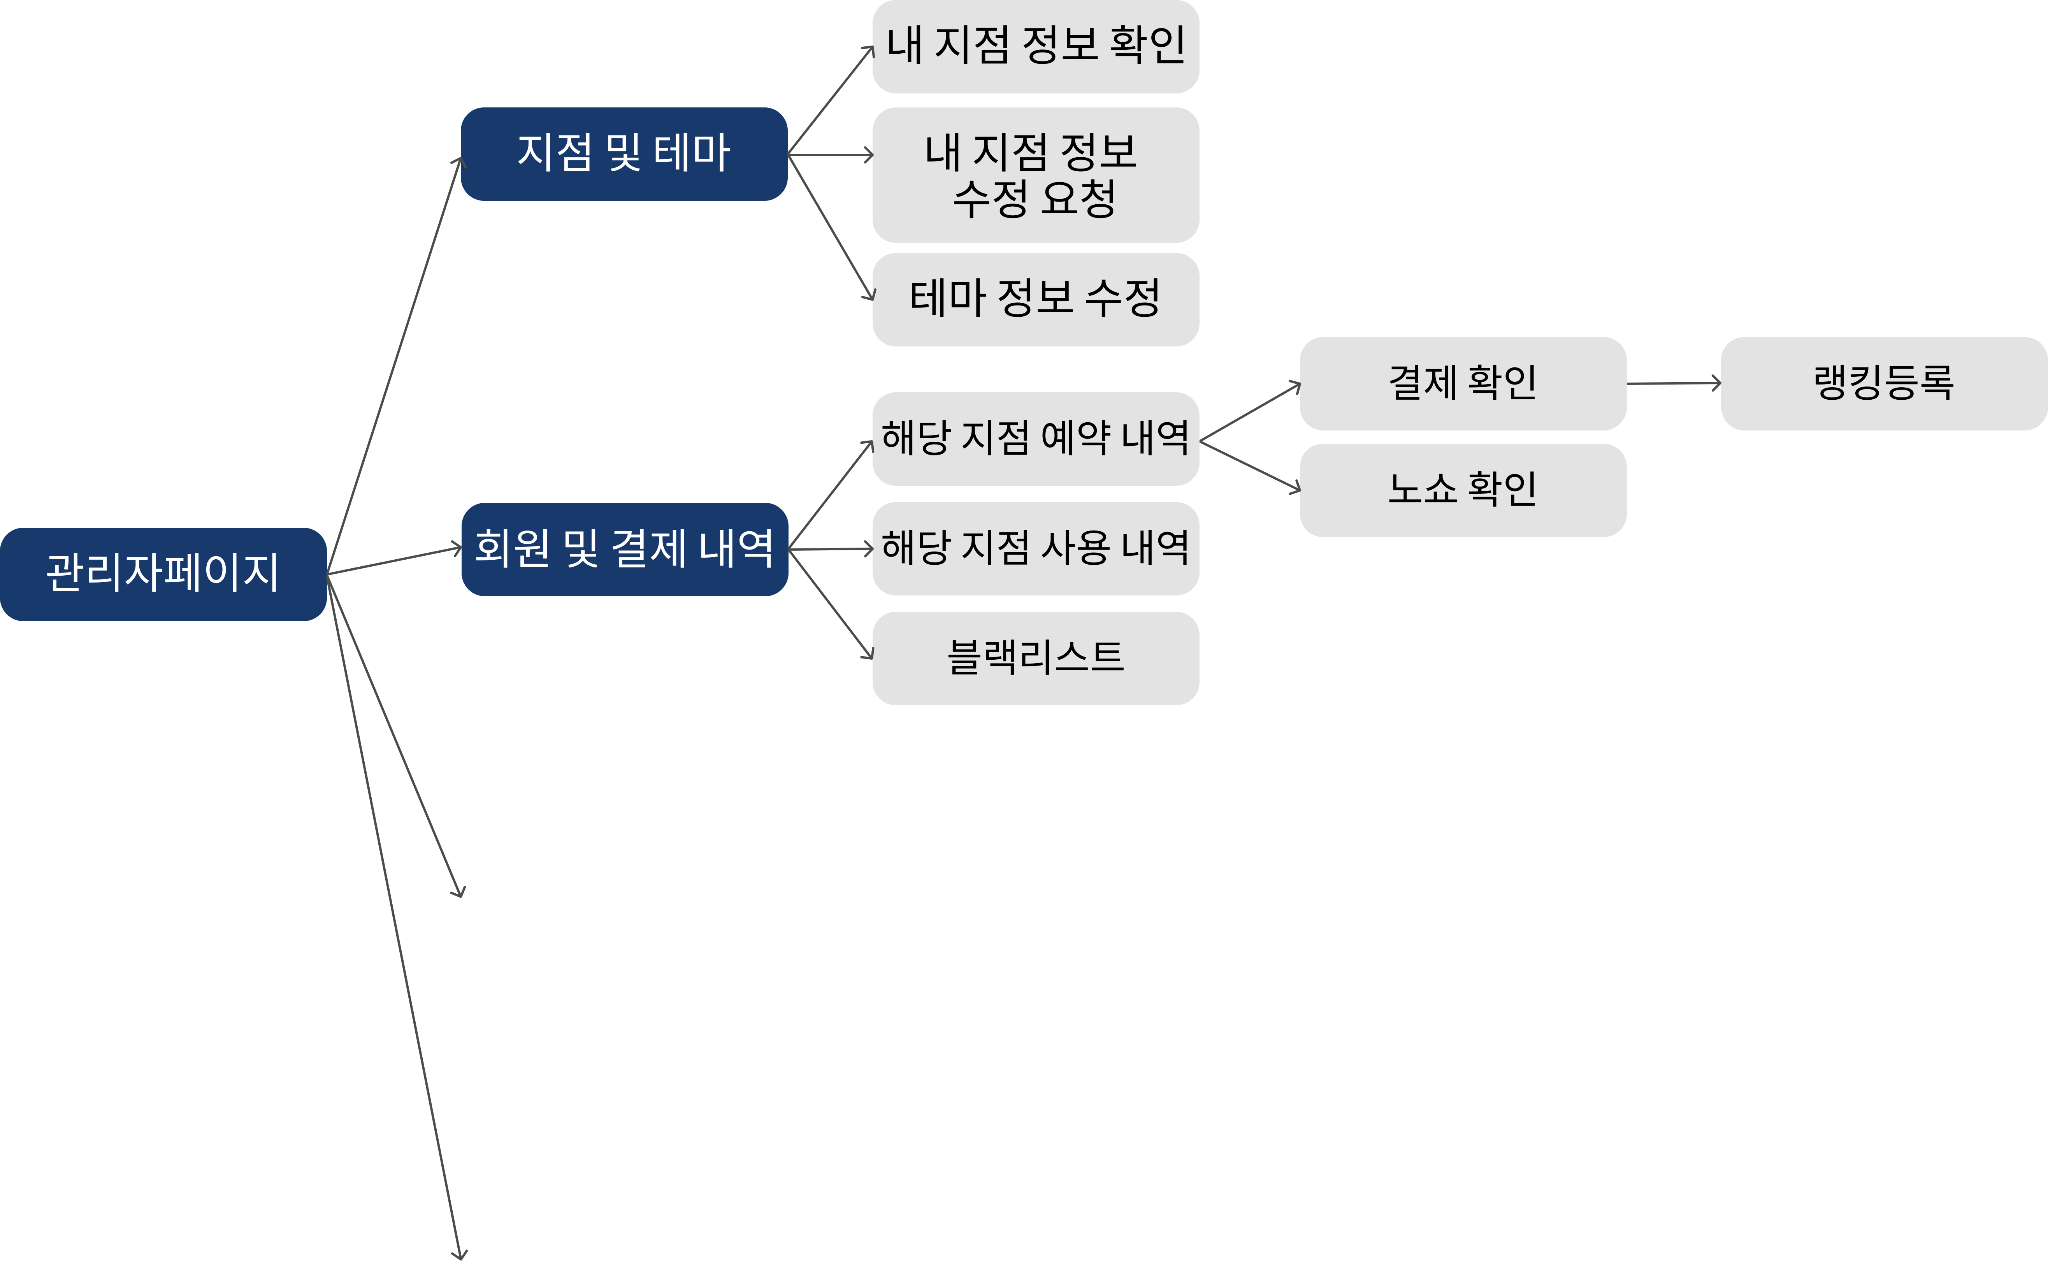 관리자페이지
지점 및 테마
내 지점 정보 확인
내 지점 정보
수정 요청
테마 정보 수정
회원 및 결제 내역
해당 지점 예약 내역
결제 확인
랭킹등록
노쇼 확인
해당 지점 사용 내역
블랙리스트